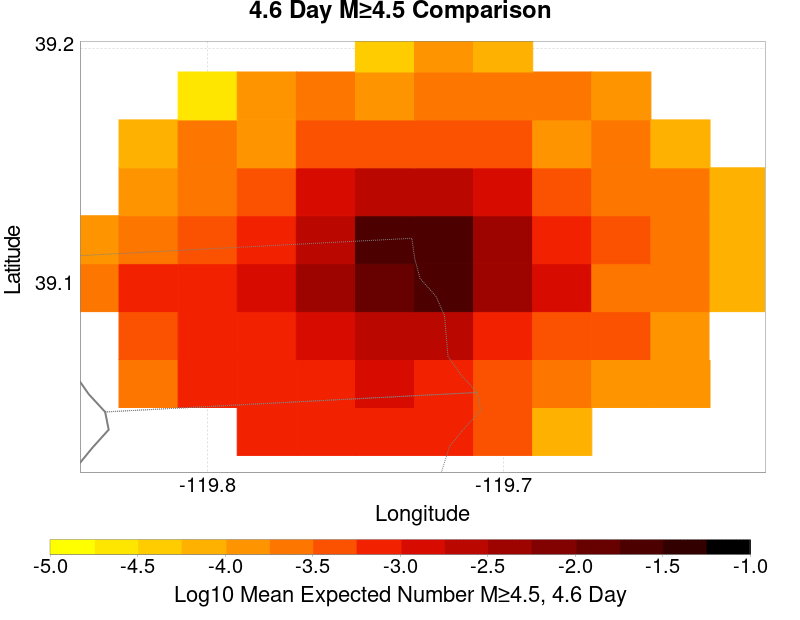 4.6 Day M≥4.5 Comparison
39.2
39.1
Latitude
-119.8 -119.7
Longitude
-5.0 -4.5 -4.0 -3.5 -3.0 -2.5 -2.0 -1.5 -1.0
Log10 Mean Expected Number M≥4.5, 4.6 Day